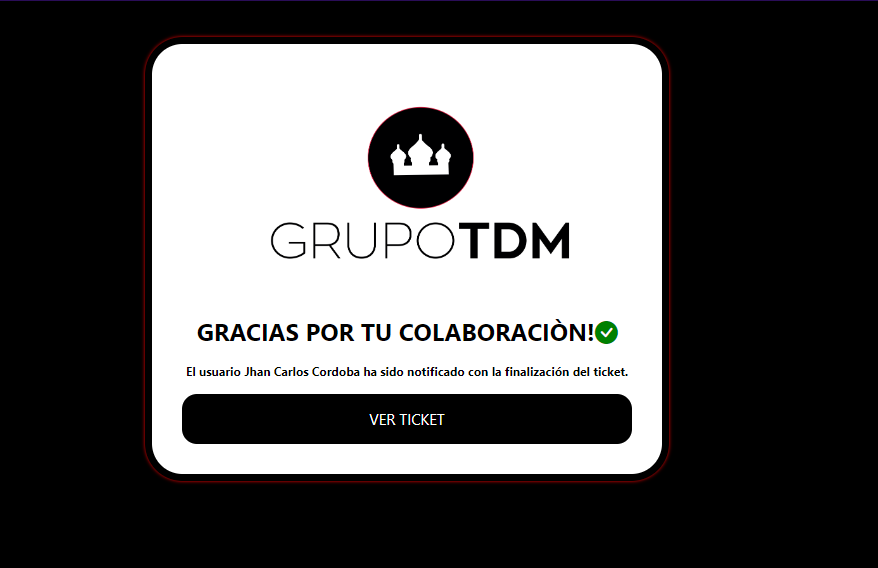 GRUPOTDM
GRACIAS POR TU COLABORACIÒN!
El usuario Jhan Carlos Cordoba ha sido notificado con la finalización del ticket.
VER TICKET